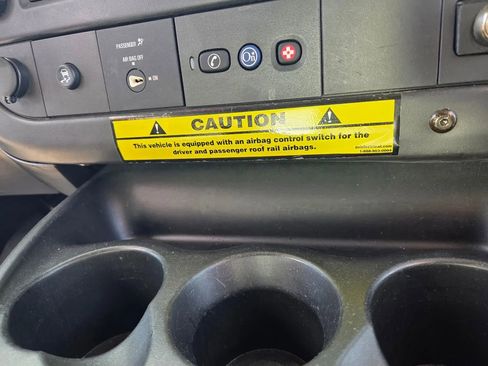 PASSENGER
AIR BAG OFF
ON
On
CAUTION
This vehicle is equipped with an airbag control switch for the
driver and passenger roof rail airbags.